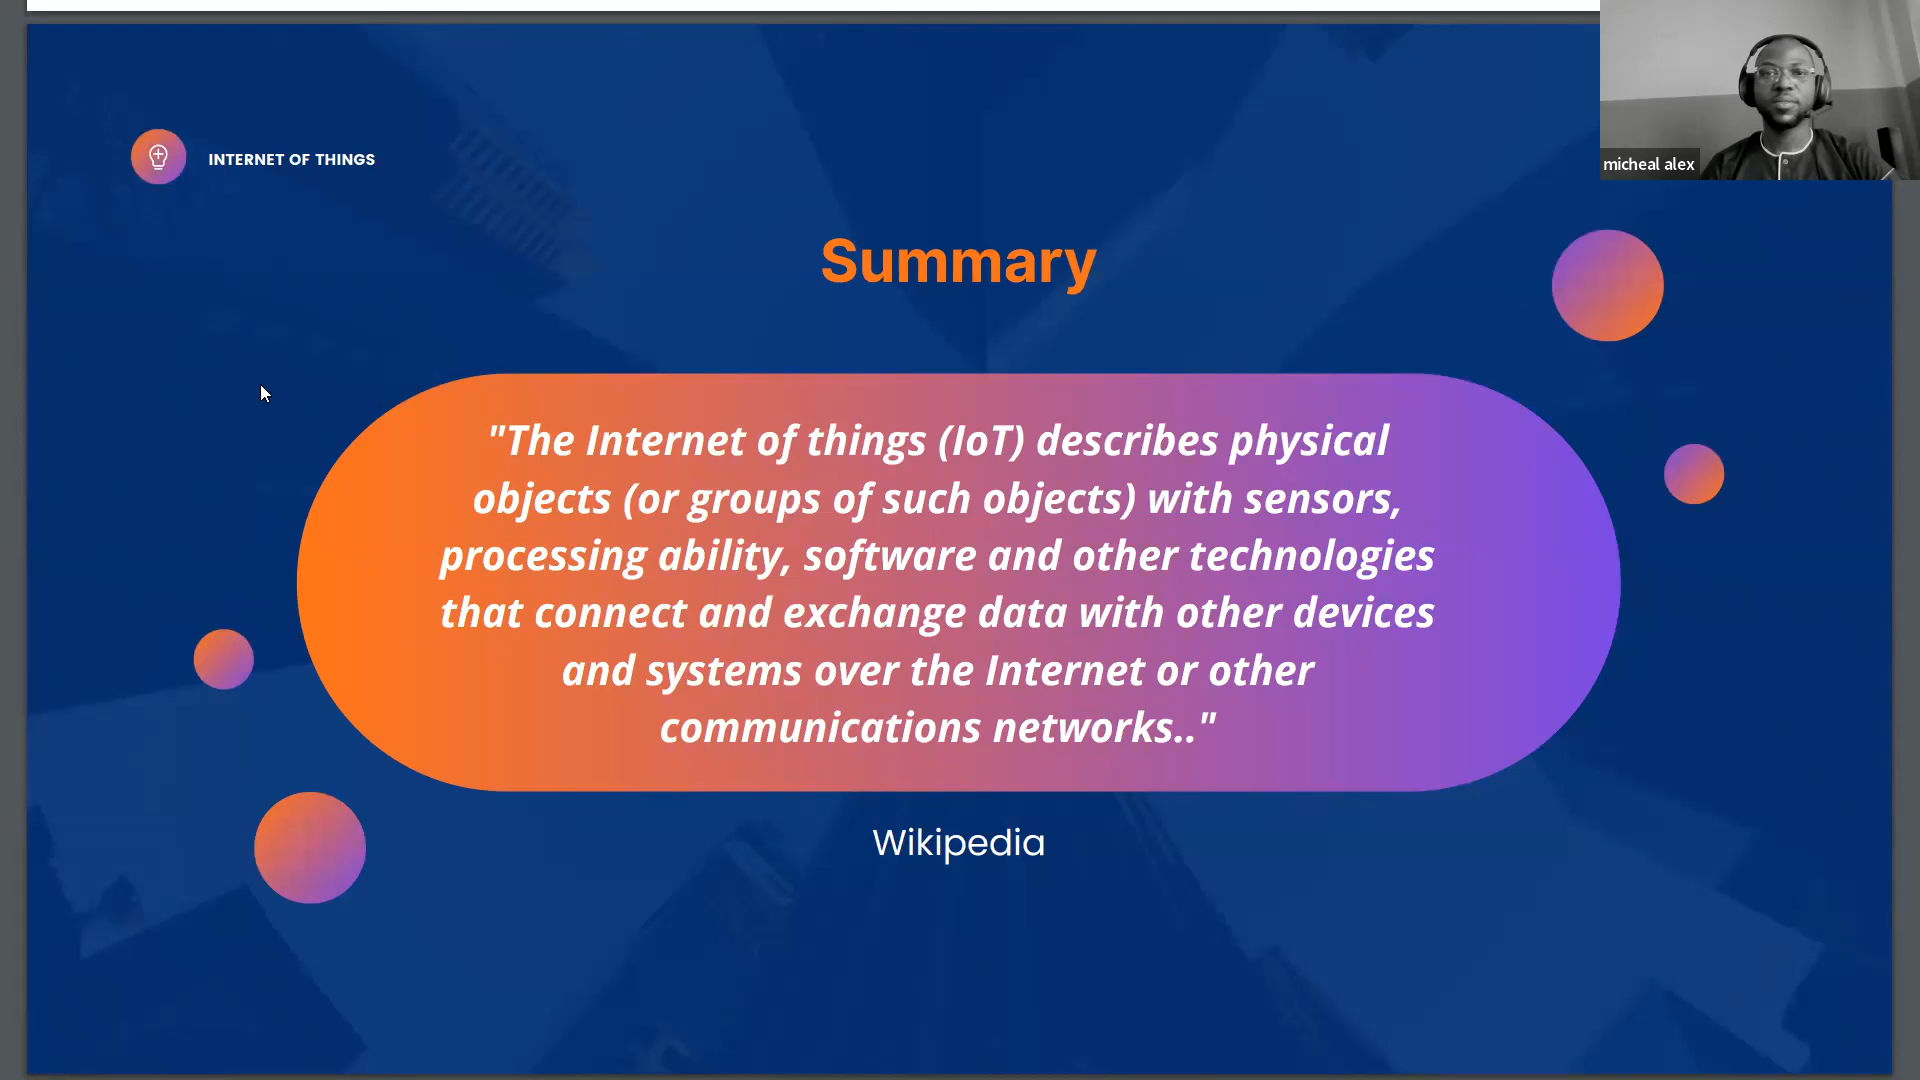 INTERNET OF THINGS
micheal alex
Summary
"The Internet of things (IoT) describes physical
objects (or groups of such objects) with sensors,
processing ability, software and other technologies
that connect and exchange data with other devices
and systems over the Internet or other
communications networks.."
Wikipedia